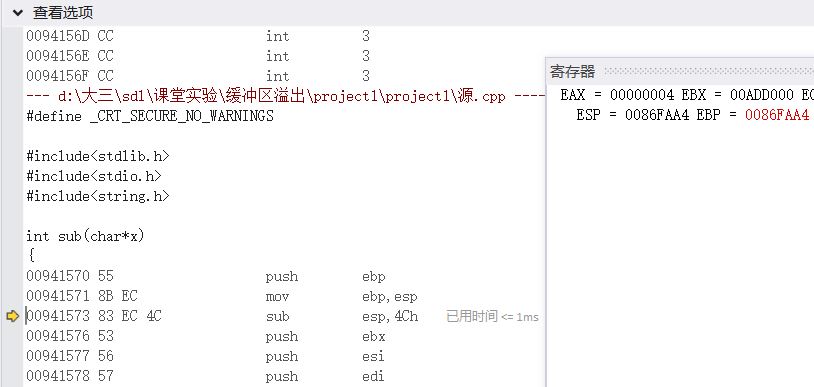 查看选项
0094156D CC int 3
0094156E CC int 3
0094156F CC int 3
--- d:\大三\sdl\课堂实验\缓冲区溢出\project1\project1\源.cpp ----
#define _CRT_SECURE_NO_WARNINGS
#include<stdlib.h>
#include<stdio.h>
#include<string.h>
int sub(char*x)
{
00941570 55 push ebp
00941571 8B EC mov ebp,esp
00941573 83 EC 4C sub esp,4Ch 已用时间 <= 1ms
00941576 53 push ebx
00941577 56 push esi
00941578 57 push edi
寄存器
EAX = 00000004 EBX = 00ADD000 EC
ESP = 0086FAA4 EBP = 0086FAA4